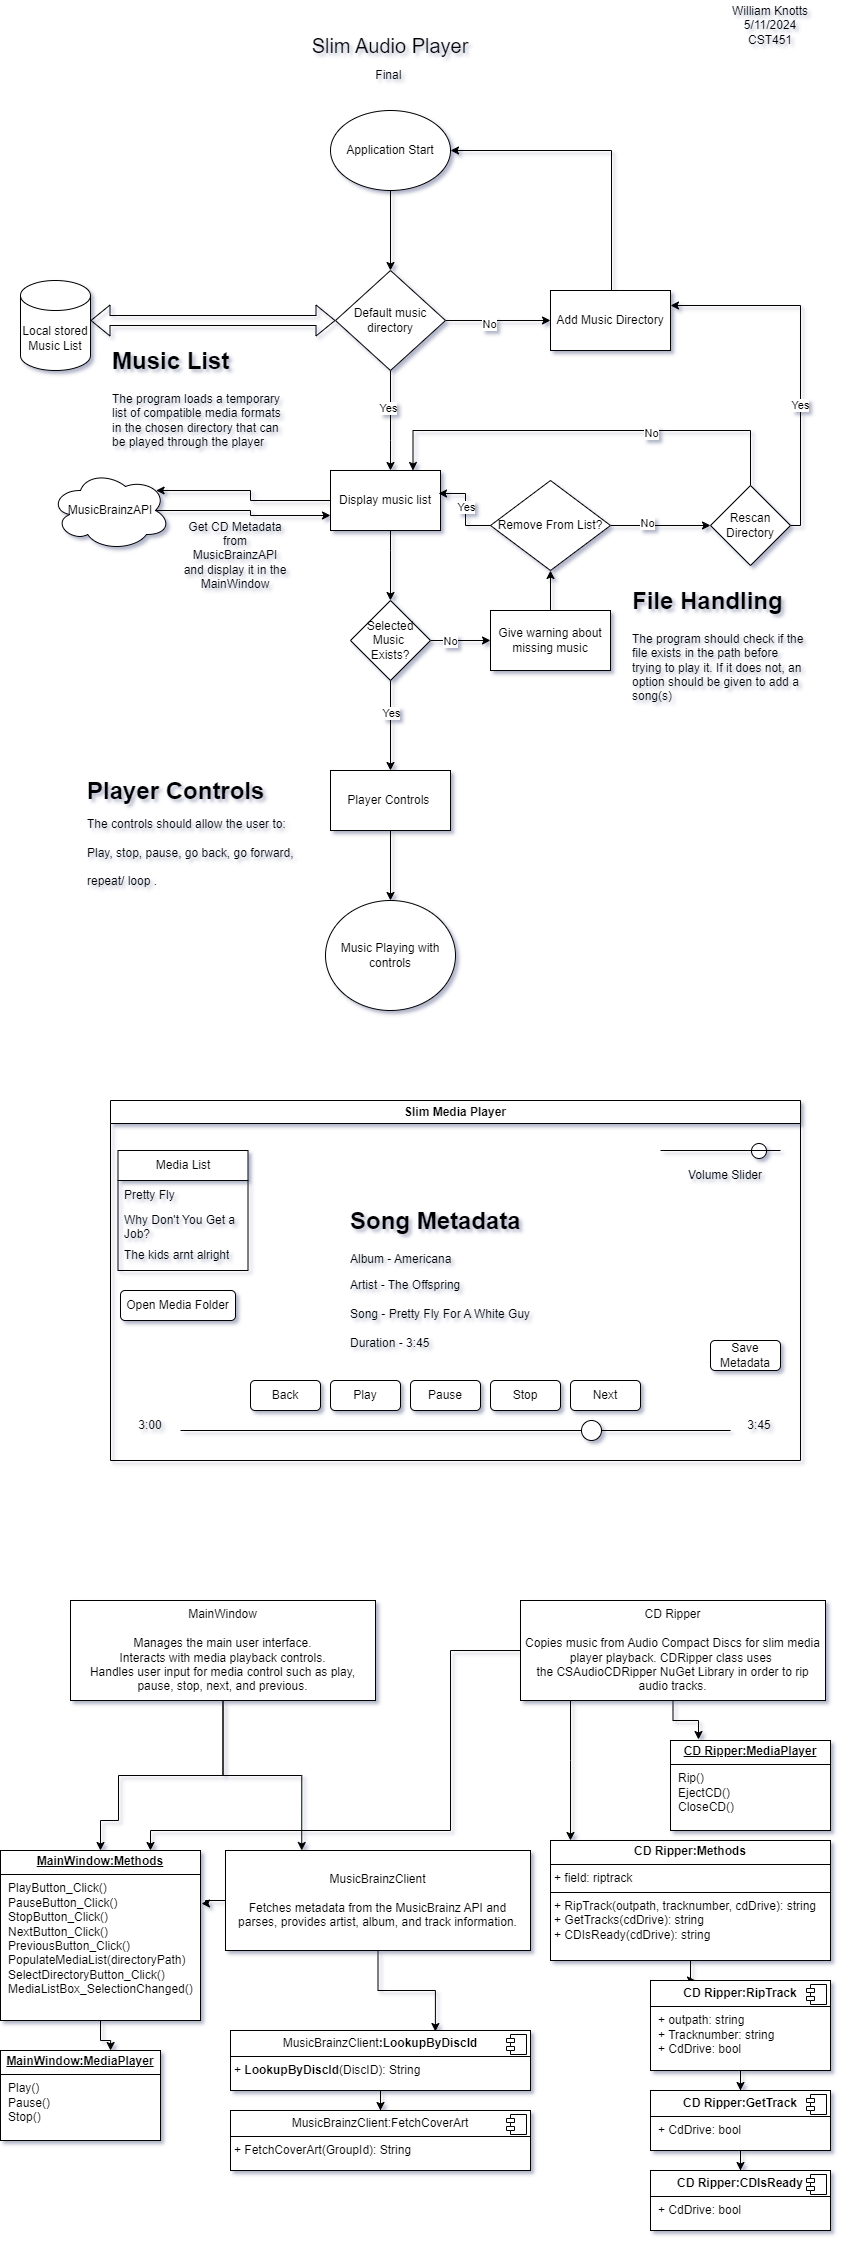 William Knotts
5/11/2024
CST451
Slim Audio Player
Final
Application Start
Default music
directory
No
Add Music Directory
Local stored
Music List
Music List
The program loads a temporary
list of compatible media formats
in the chosen directory that can
be played through the player
Yes
Yes
No
Display music list
MusicBrainzAPI
Get CD Metadata
from
MusicBrainzAPI
and display it in the
MainWindow
Yes
Remove From List?
No
Rescan
Directory
Selected
Music
Exists?
No
Give warning about
missing music
File Handling
The program should check if the
file exists in the path before
trying to play it. If it does not, an
option should be given to add a
song(s)
Yes
Player Controls
The controls should allow the user to:
Play, stop, pause, go back, go forward,
repeat/ loop .
Player Controls
Music Playing with
controls
Slim Media Player
Media List
Pretty Fly
Why Don't You Get a
Job?
The kids arnt alright
Open Media Folder
Volume Slider
Song Metadata
Album - Americana
Artist - The Offspring
Song - Pretty Fly For A White Guy
Duration - 3:45
Save
Metadata
Back
Play
Pause
Stop
Next
3:00
3:45
MainWindow
Manages the main user interface.
Interacts with media playback controls.
Handles user input for media control such as play,
pause, stop, next, and previous.
CD Ripper
Copies music from Audio Compact Discs for slim media
player playback. CDRipper class uses
the CSAudioCDRipper NuGet Library in order to rip
audio tracks.
CD Ripper:MediaPlayer
Rip()
EjectCD()
CloseCD()
MainWindow:Methods
PlayButton_Click()
PauseButton_Click()
StopButton_Click()
NextButton_Click()
PreviousButton_Click()
PopulateMediaList(directoryPath)
SelectDirectoryButton_Click()
MediaListBox_SelectionChanged()
MusicBrainzClient
Fetches metadata from the MusicBrainz API and
parses, provides artist, album, and track information.
CD Ripper:Methods
+ field: riptrack
+ RipTrack(outpath, tracknumber, cdDrive): string
+ GetTracks(cdDrive): string
+ CDIsReady(cdDrive): string
MainWindow:MediaPlayer
Play()
Pause()
Stop()
MusicBrainzClient:LookupByDiscId
+ LookupByDiscId(DiscID): String
MusicBrainzClient:FetchCoverArt
+ FetchCoverArt(GroupId): String
CD Ripper:RipTrack
+ outpath: string
+ Tracknumber: string
+ CdDrive: bool
CD Ripper:GetTrack
+ CdDrive: bool
CD Ripper:CDIsReady
+ CdDrive: bool